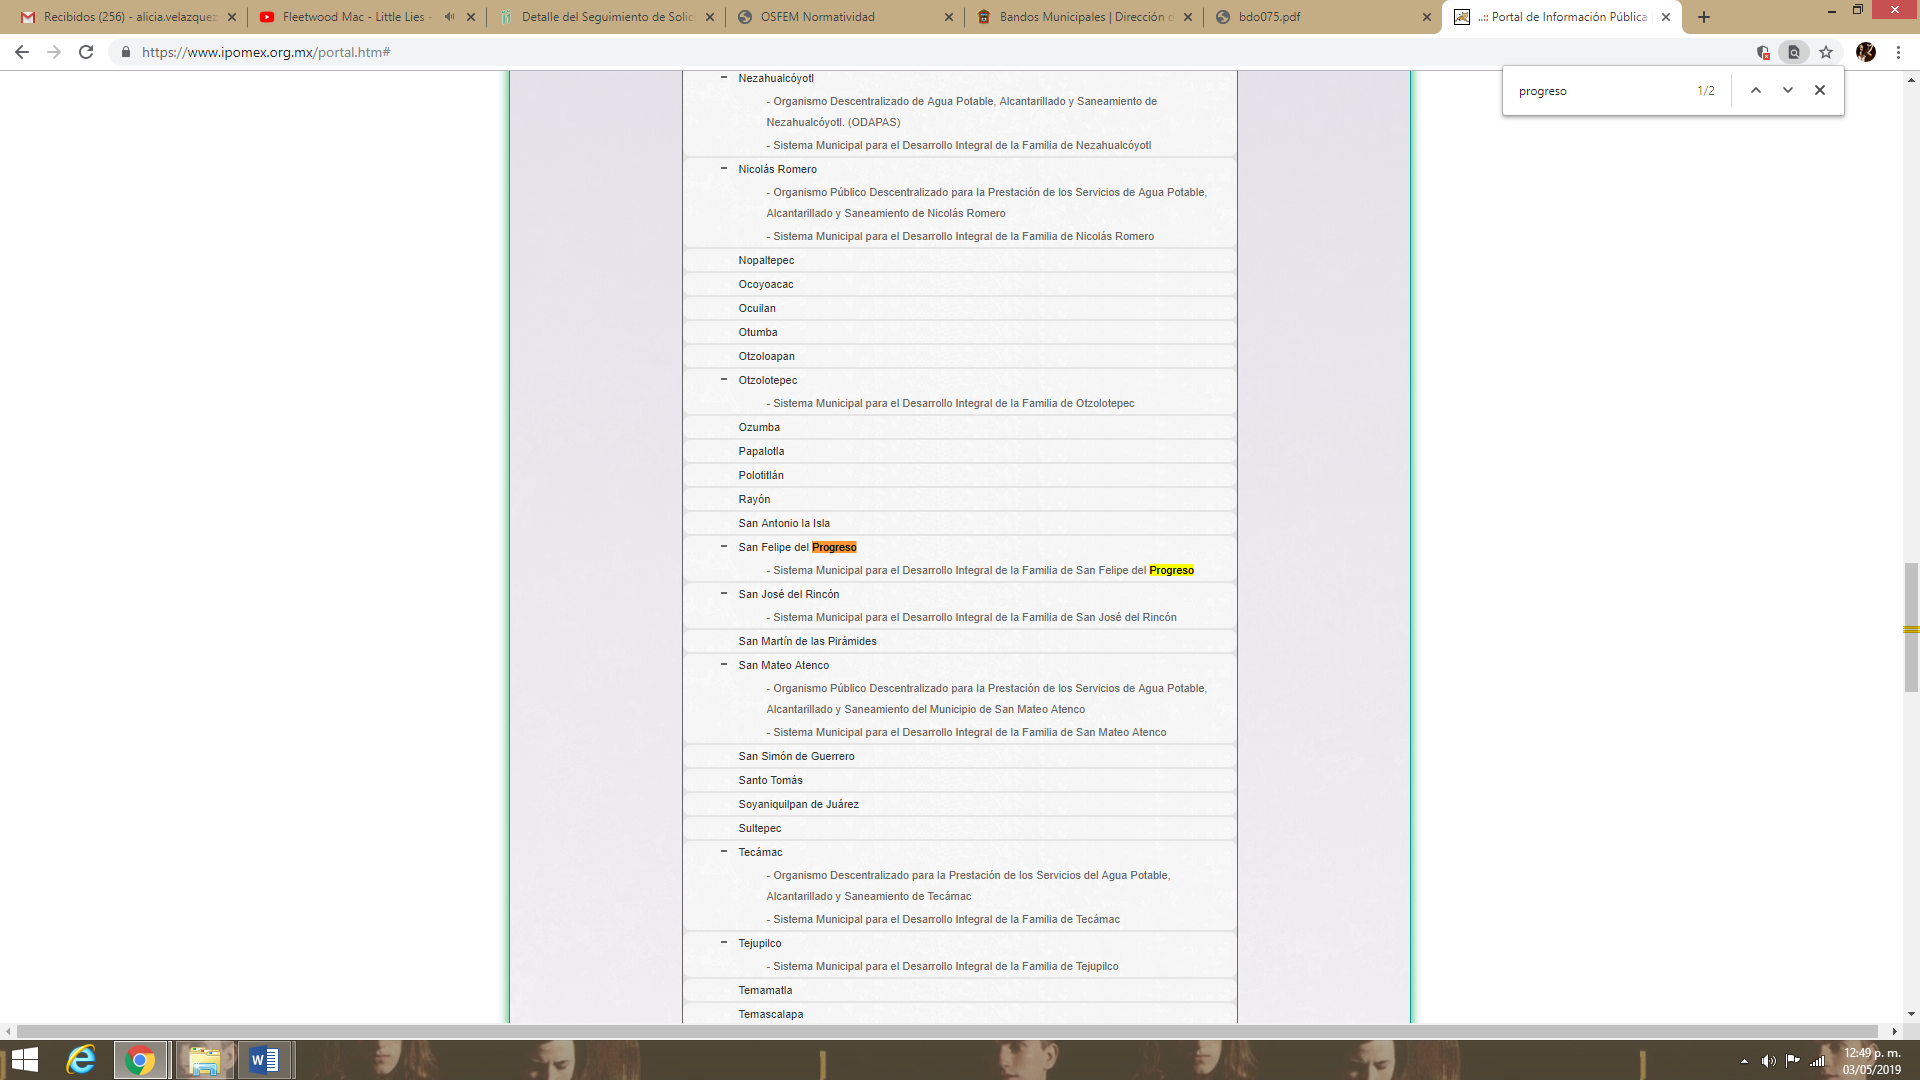 Recibidos (256) - alicia.velazquez
Fleetwood Mac - Little Lies -
Detalle del Seguimiento de Solic
OSFEM Normatividad
Bandos Municipales | Dirección d
bdo075.pdf
..:: Portal de Información Pública
https://www.ipomex.org.mx/portal.htm#
progreso
1/2
Nezahualcóyotl
- Organismo Descentralizado de Agua Potable, Alcantarillado y Saneamiento de
Nezahualcóyotl. (ODAPAS)
- Sistema Municipal para el Desarrollo Integral de la Familia de Nezahualcóyotl
Nicolás Romero
- Organismo Público Descentralizado para la Prestación de los Servicios de Agua Potable,
Alcantarillado y Saneamiento de Nicolás Romero
- Sistema Municipal para el Desarrollo Integral de la Familia de Nicolás Romero
Nopaltepec
Ocoyoacac
Ocuilan
Otumba
Otzoloapan
Otzolotepec
- Sistema Municipal para el Desarrollo Integral de la Familia de Otzolotepec
Ozumba
Papalotla
Polotitlán
Rayón
San Antonio la Isla
San Felipe del Progreso
- Sistema Municipal para el Desarrollo Integral de la Familia de San Felipe del Progreso
San José del Rincón
- Sistema Municipal para el Desarrollo Integral de la Familia de San José del Rincón
San Martín de las Pirámides
San Mateo Atenco
- Organismo Público Descentralizado para la Prestación de los Servicios de Agua Potable,
Alcantarillado y Saneamiento del Municipio de San Mateo Atenco
- Sistema Municipal para el Desarrollo Integral de la Familia de San Mateo Atenco
San Simón de Guerrero
Santo Tomás
Soyaniquilpan de Juárez
Sultepec
Tecámac
- Organismo Descentralizado para la Prestación de los Servicios del Agua Potable,
Alcantarillado y Saneamiento de Tecámac
- Sistema Municipal para el Desarrollo Integral de la Familia de Tecámac
Tejupilco
- Sistema Municipal para el Desarrollo Integral de la Familia de Tejupilco
Temamatla
Temascalapa
12:49 p. m.
03/05/2019